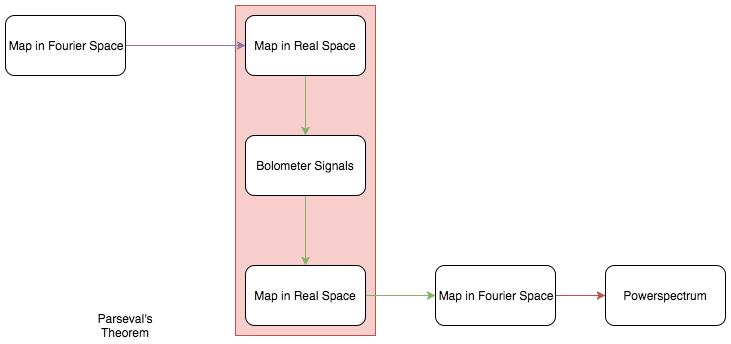 Map in Fourier Space
Map in Real Space
Bolometer Signals
Map in Real Space
Map in Fourier Space
Powerspectrum
Parseval's
Theorem